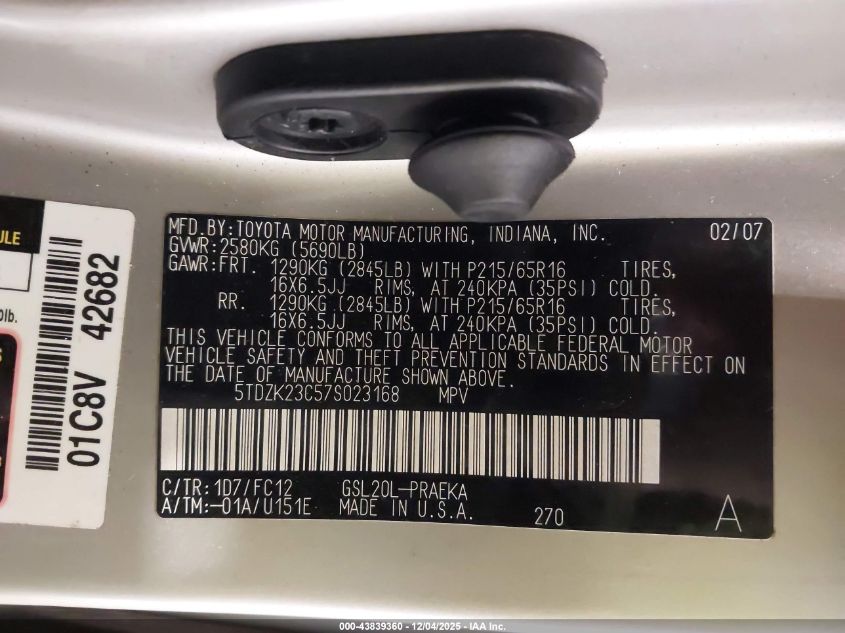 MFD.BY:TOYOTA MOTOR MANUFACTURING, INDIANA, INC. 02/07
GVWR:2580KG (5690LB)
GAWR:FRT. 1290KG (2845LB) WITH P215/65R16 TIRES,
16X6.5JJ RIMS, AT 240KPA (35PSI) COLD.
RR. 1290KG (2845LB) WITH P215/65R16 TIRES,
16X6.5JJ RIMS, AT 240KPA (35PSI) COLD.
THIS VEHICLE CONFORMS TO ALL APPLICABLE FEDERAL MOTOR
VEHICLE SAFETY AND THEFT PREVENTION STANDARDS IN EFFECT ON
THE DATE OF MANUFACTURE SHOWN ABOVE.
5TDZK23C57S023168 MPV
C/TR: 1D7/FC12 GSL20L-PRAEKA
A/TM:-01A/U151E MADE IN U.S.A. 270 A
01C8V 42682
ULE
0lb.
S
000-43839360 - 12/04/2025 - IAA Inc.